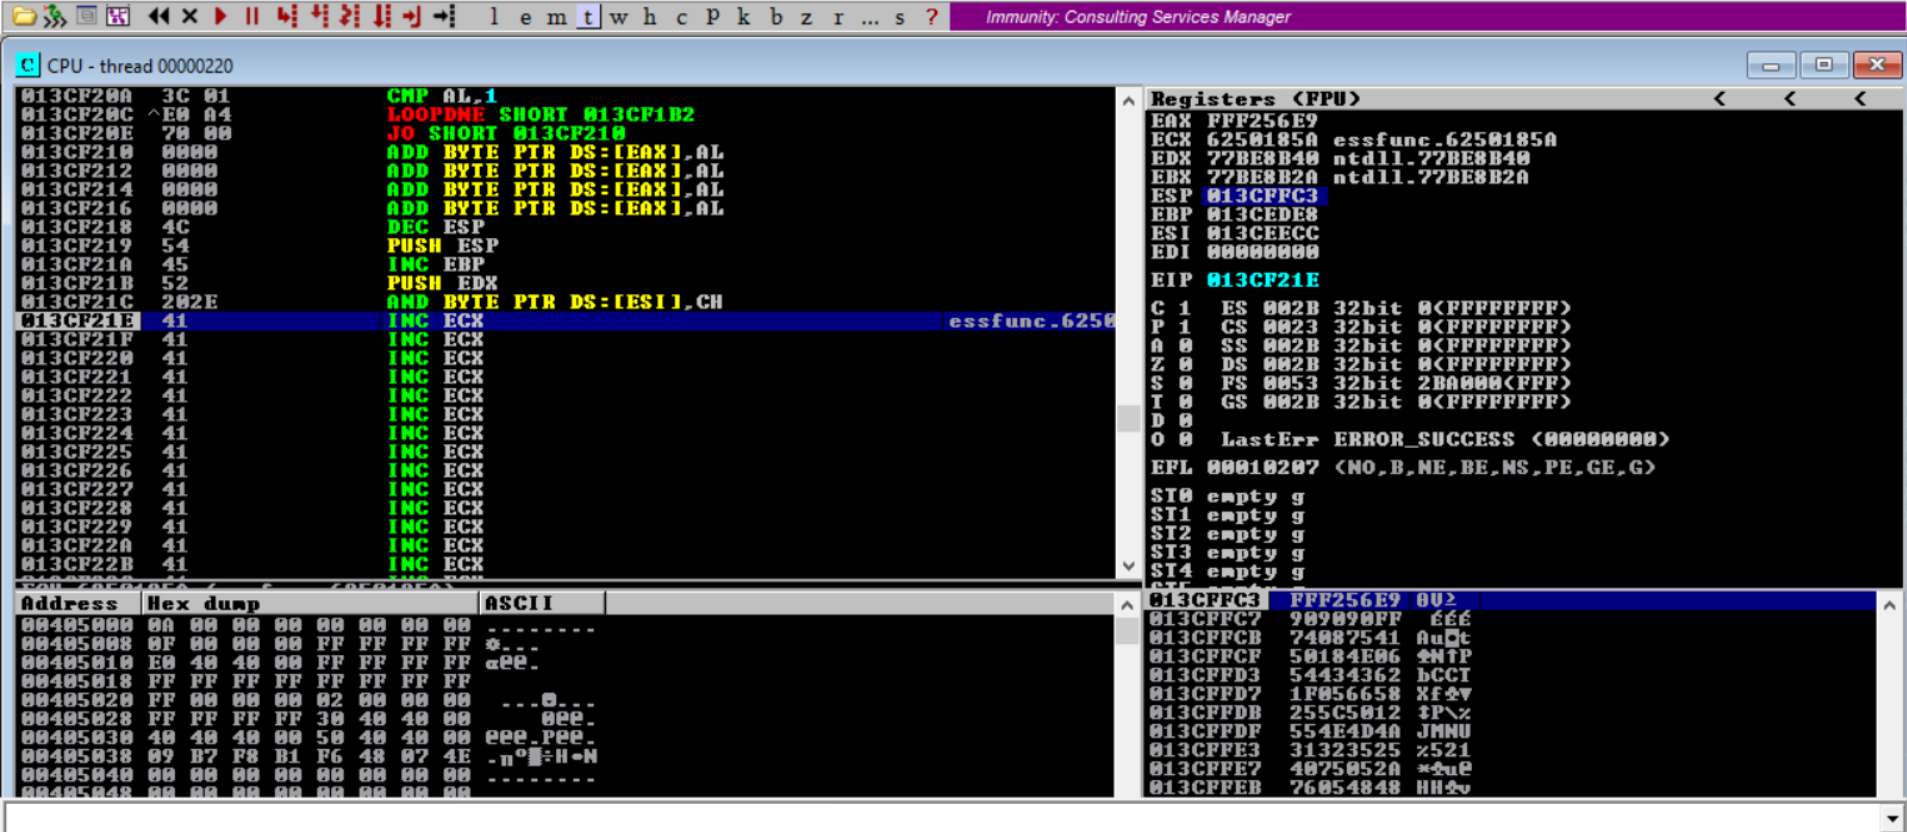 l e m t w h c P k b z r ... s ?
Immunity: Consulting Services Manager
C CPU - thread 00000220
013CF20A 3C 01 CMP AL,1
013CF20C ^E0 A4 LOOPDNE SHORT 013CF1B2
013CF20E 70 00 JO SHORT 013CF210
013CF210 0000 ADD BYTE PTR DS:[EAX],AL
013CF212 0000 ADD BYTE PTR DS:[EAX],AL
013CF214 0000 ADD BYTE PTR DS:[EAX],AL
013CF216 0000 ADD BYTE PTR DS:[EAX],AL
013CF218 4C DEC ESP
013CF219 54 PUSH ESP
013CF21A 45 INC EBP
013CF21B 52 PUSH EDX
013CF21C 202E AND BYTE PTR DS:[ESI],CH
013CF21E 41 INC ECX essfunc.6250
013CF21F 41 INC ECX
013CF220 41 INC ECX
013CF221 41 INC ECX
013CF222 41 INC ECX
013CF223 41 INC ECX
013CF224 41 INC ECX
013CF225 41 INC ECX
013CF226 41 INC ECX
013CF227 41 INC ECX
013CF228 41 INC ECX
013CF229 41 INC ECX
013CF22A 41 INC ECX
013CF22B 41 INC ECX
Registers (FPU) < < <
EAX FFF256E9
ECX 6250185A essfunc.6250185A
EDX 77BE8B40 ntdll.77BE8B40
EBX 77BE8B2A ntdll.77BE8B2A
ESP 013CFFC3
EBP 013CEDE8
ESI 013CEECC
EDI 00000000
EIP 013CF21E
C 1 ES 002B 32bit 0(FFFFFFFF)
P 1 CS 0023 32bit 0(FFFFFFFF)
A 0 SS 002B 32bit 0(FFFFFFFF)
Z 0 DS 002B 32bit 0(FFFFFFFF)
S 0 FS 0053 32bit 2BA000(FFF)
T 0 GS 002B 32bit 0(FFFFFFFF)
D 0
O 0 LastErr ERROR_SUCCESS (00000000)
EFL 00010207 (NO,B,NE,BE,NS,PE,GE,G)
ST0 empty g
ST1 empty g
ST2 empty g
ST3 empty g
ST4 empty g
Address Hex dump ASCII
00405000 0A 00 00 00 00 00 00 00 ........
00405008 0F 00 00 00 FF FF FF FF ☼...
00405010 E0 40 40 00 FF FF FF FF α@@.
00405018 FF FF FF FF FF FF FF FF
00405020 FF 00 00 00 02 00 00 00 ...☻...
00405028 FF FF FF FF 30 40 40 00 0@@.
00405030 40 40 40 00 50 40 40 00 @@@.P@@.
00405038 09 B7 F8 B1 F6 48 07 4E .╖°▒÷H•N
00405040 00 00 00 00 00 00 00 00 ........
00405048 00 00 00 00 00 00 00 00
013CFFC3 FFF256E9 θV≥
013CFFC7 909090FF ÉÉÉ
013CFFCB 74087541 Au◘t
013CFFCF 50184E06 ♠N↑P
013CFFD3 54434362 bCCT
013CFFD7 1F056658 Xf♣▼
013CFFDB 255C5012 ↕P\%
013CFFDF 554E4D4A JMNU
013CFFE3 31323525 %521
013CFFE7 4075052A *♣u@
013CFFEB 76054848 HH♣v